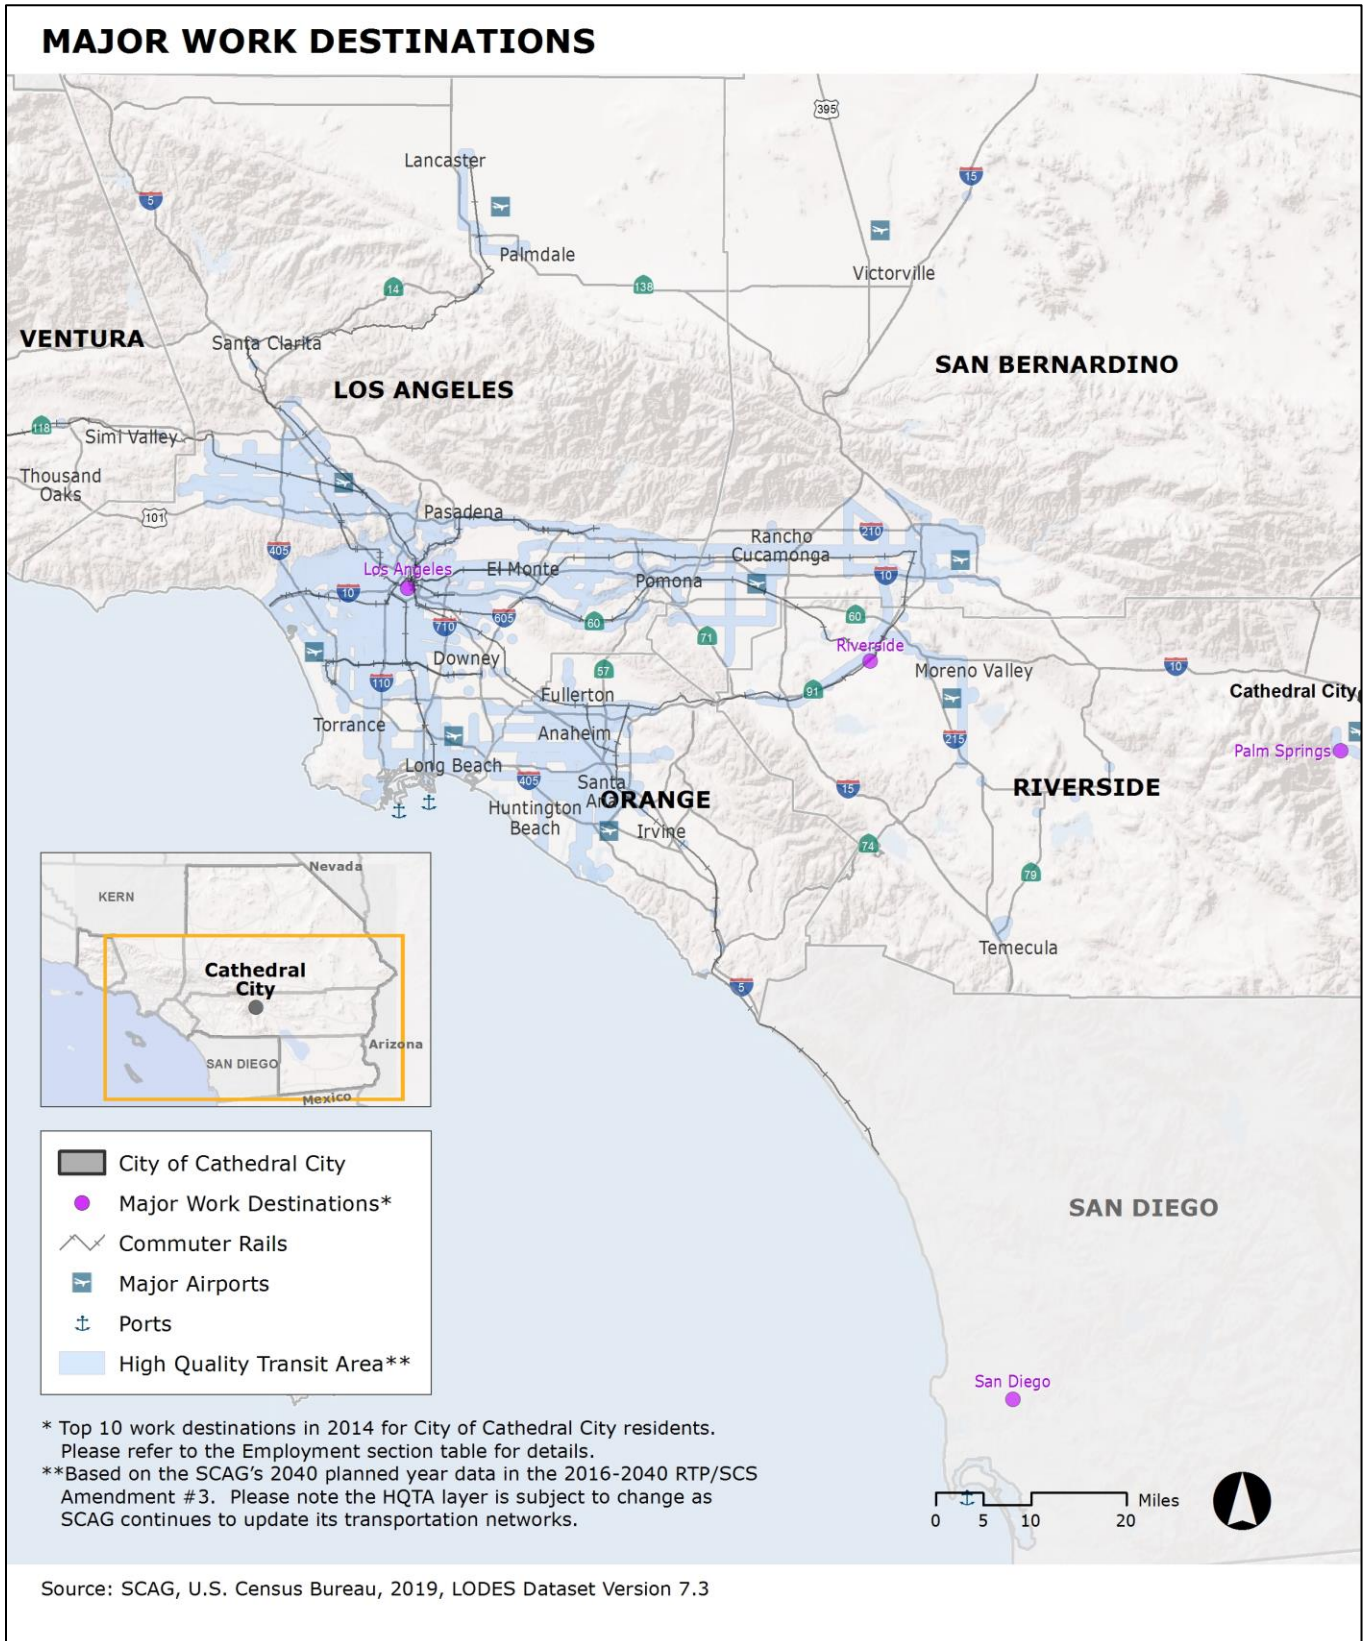 MAJOR WORK DESTINATIONS
395
Lancaster
15
5
Palmdale
Victorville
14
138
VENTURA
Santa Clarita
SAN BERNARDINO
LOS ANGELES
118
Simi Valley
Thousand
Oaks
101
Pasadena
210
Rancho
Cucamonga
405
Los Angeles
El Monte
Pomona
10
10
605
710
60
60
71
Riverside
Downey
57
Moreno Valley
10
110
91
Cathedral City
Fullerton
Torrance
Anaheim
215
Palm Springs
Long Beach
405
Santa
Ana
15
RIVERSIDE
ORANGE
Huntington
Beach
Irvine
74
79
Temecula
5
Nevada
KERN
Cathedral
City
Arizona
SAN DIEGO
Mexico
City of Cathedral City
Major Work Destinations*
Commuter Rails
Major Airports
Ports
High Quality Transit Area**
SAN DIEGO
San Diego
* Top 10 work destinations in 2014 for City of Cathedral City residents.
Please refer to the Employment section table for details.
**Based on the SCAG's 2040 planned year data in the 2016-2040 RTP/SCS
Amendment #3. Please note the HQTA layer is subject to change as
SCAG continues to update its transportation networks.
Miles
0 5 10 20
Source: SCAG, U.S. Census Bureau, 2019, LODES Dataset Version 7.3